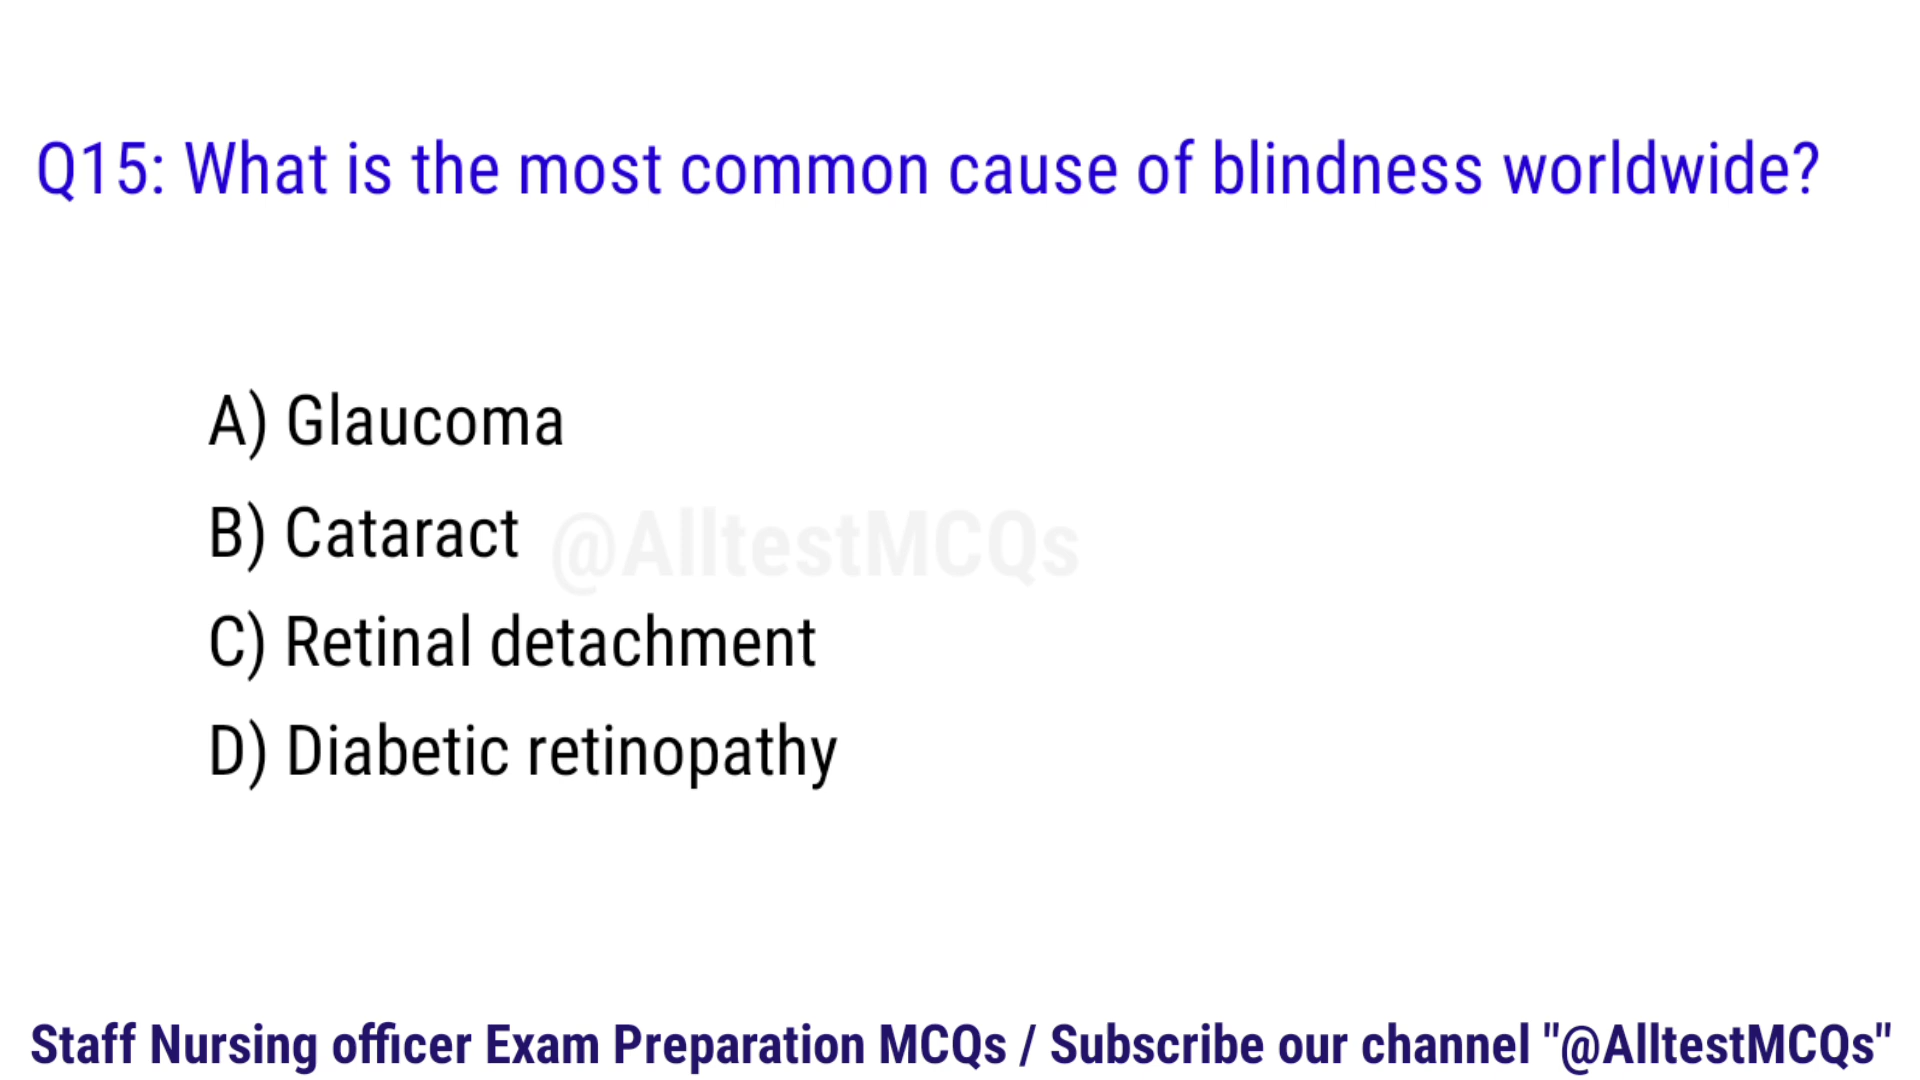 Q15: What is the most common cause of blindness worldwide?
A) Glaucoma
B) Cataract
@AlltestMCQs
C) Retinal detachment
D) Diabetic retinopathy
Staff Nursing officer Exam Preparation MCQs / Subscribe our channel "@AlltestMCQs"